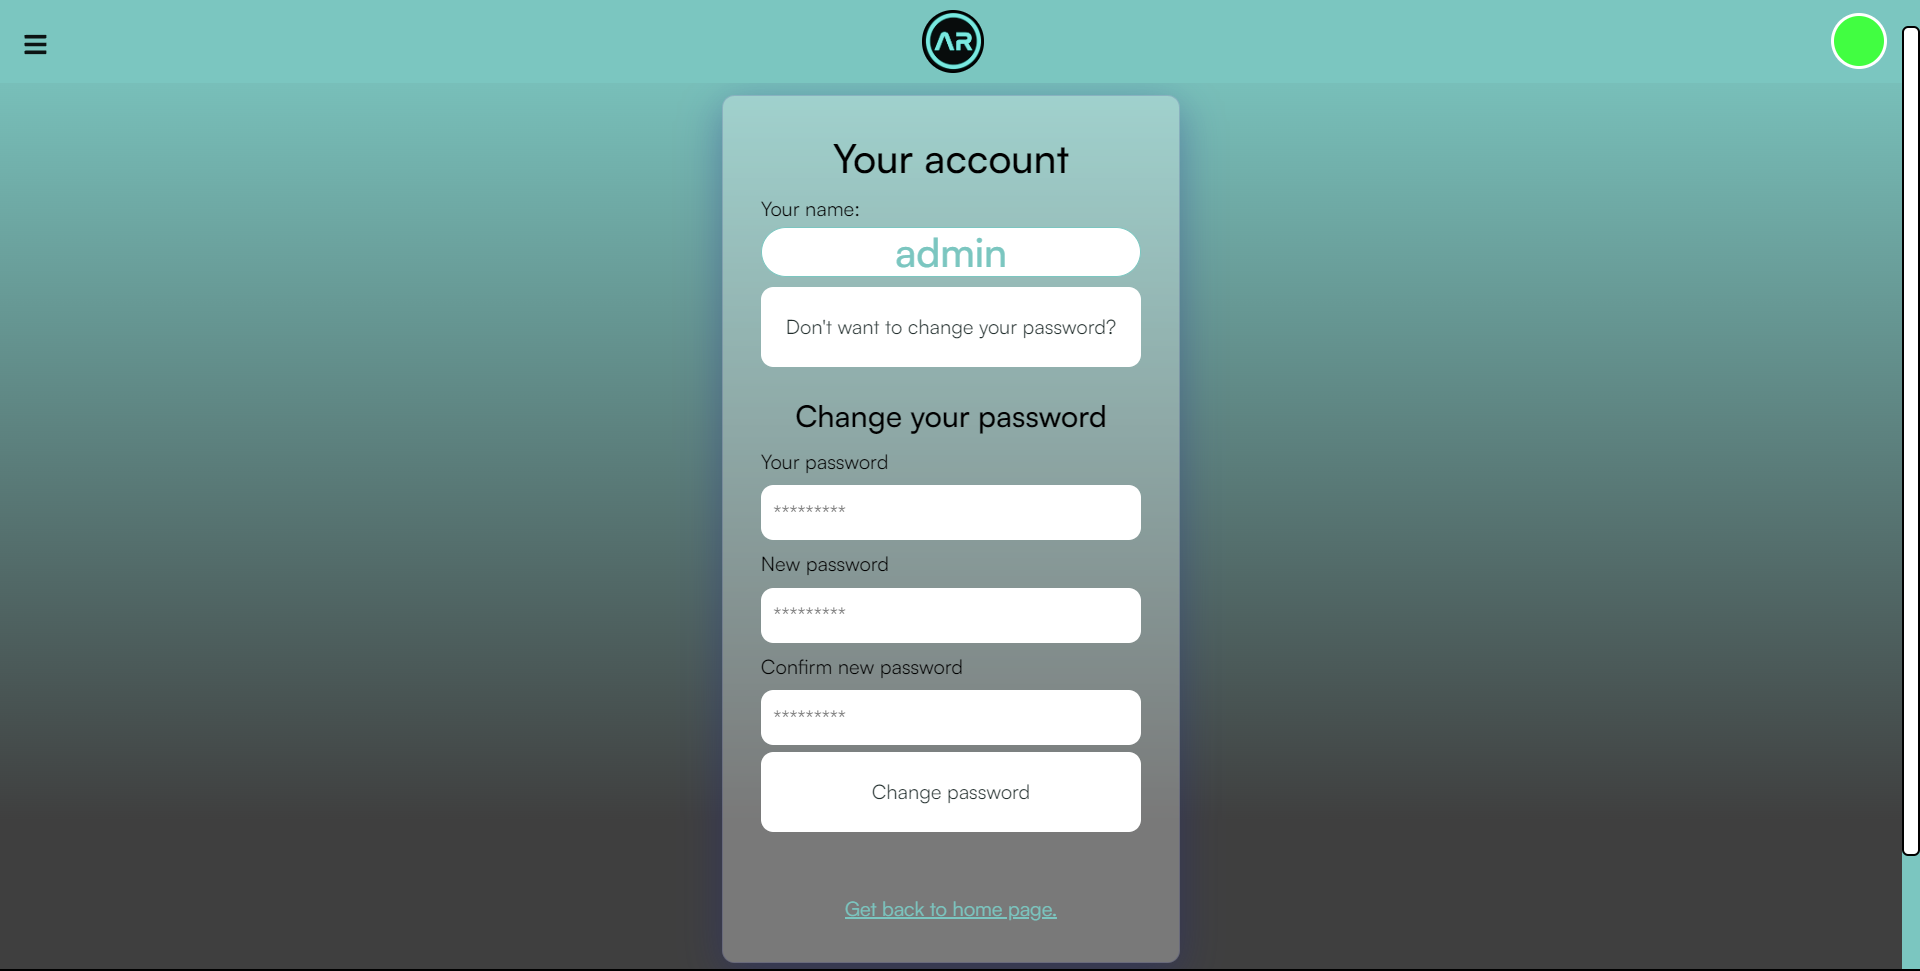 AR
Your account
Your name:
admin
Don't want to change your password?
Change your password
Your password
*********
New password
*********
Confirm new password
*********
Change password
Get back to home page.